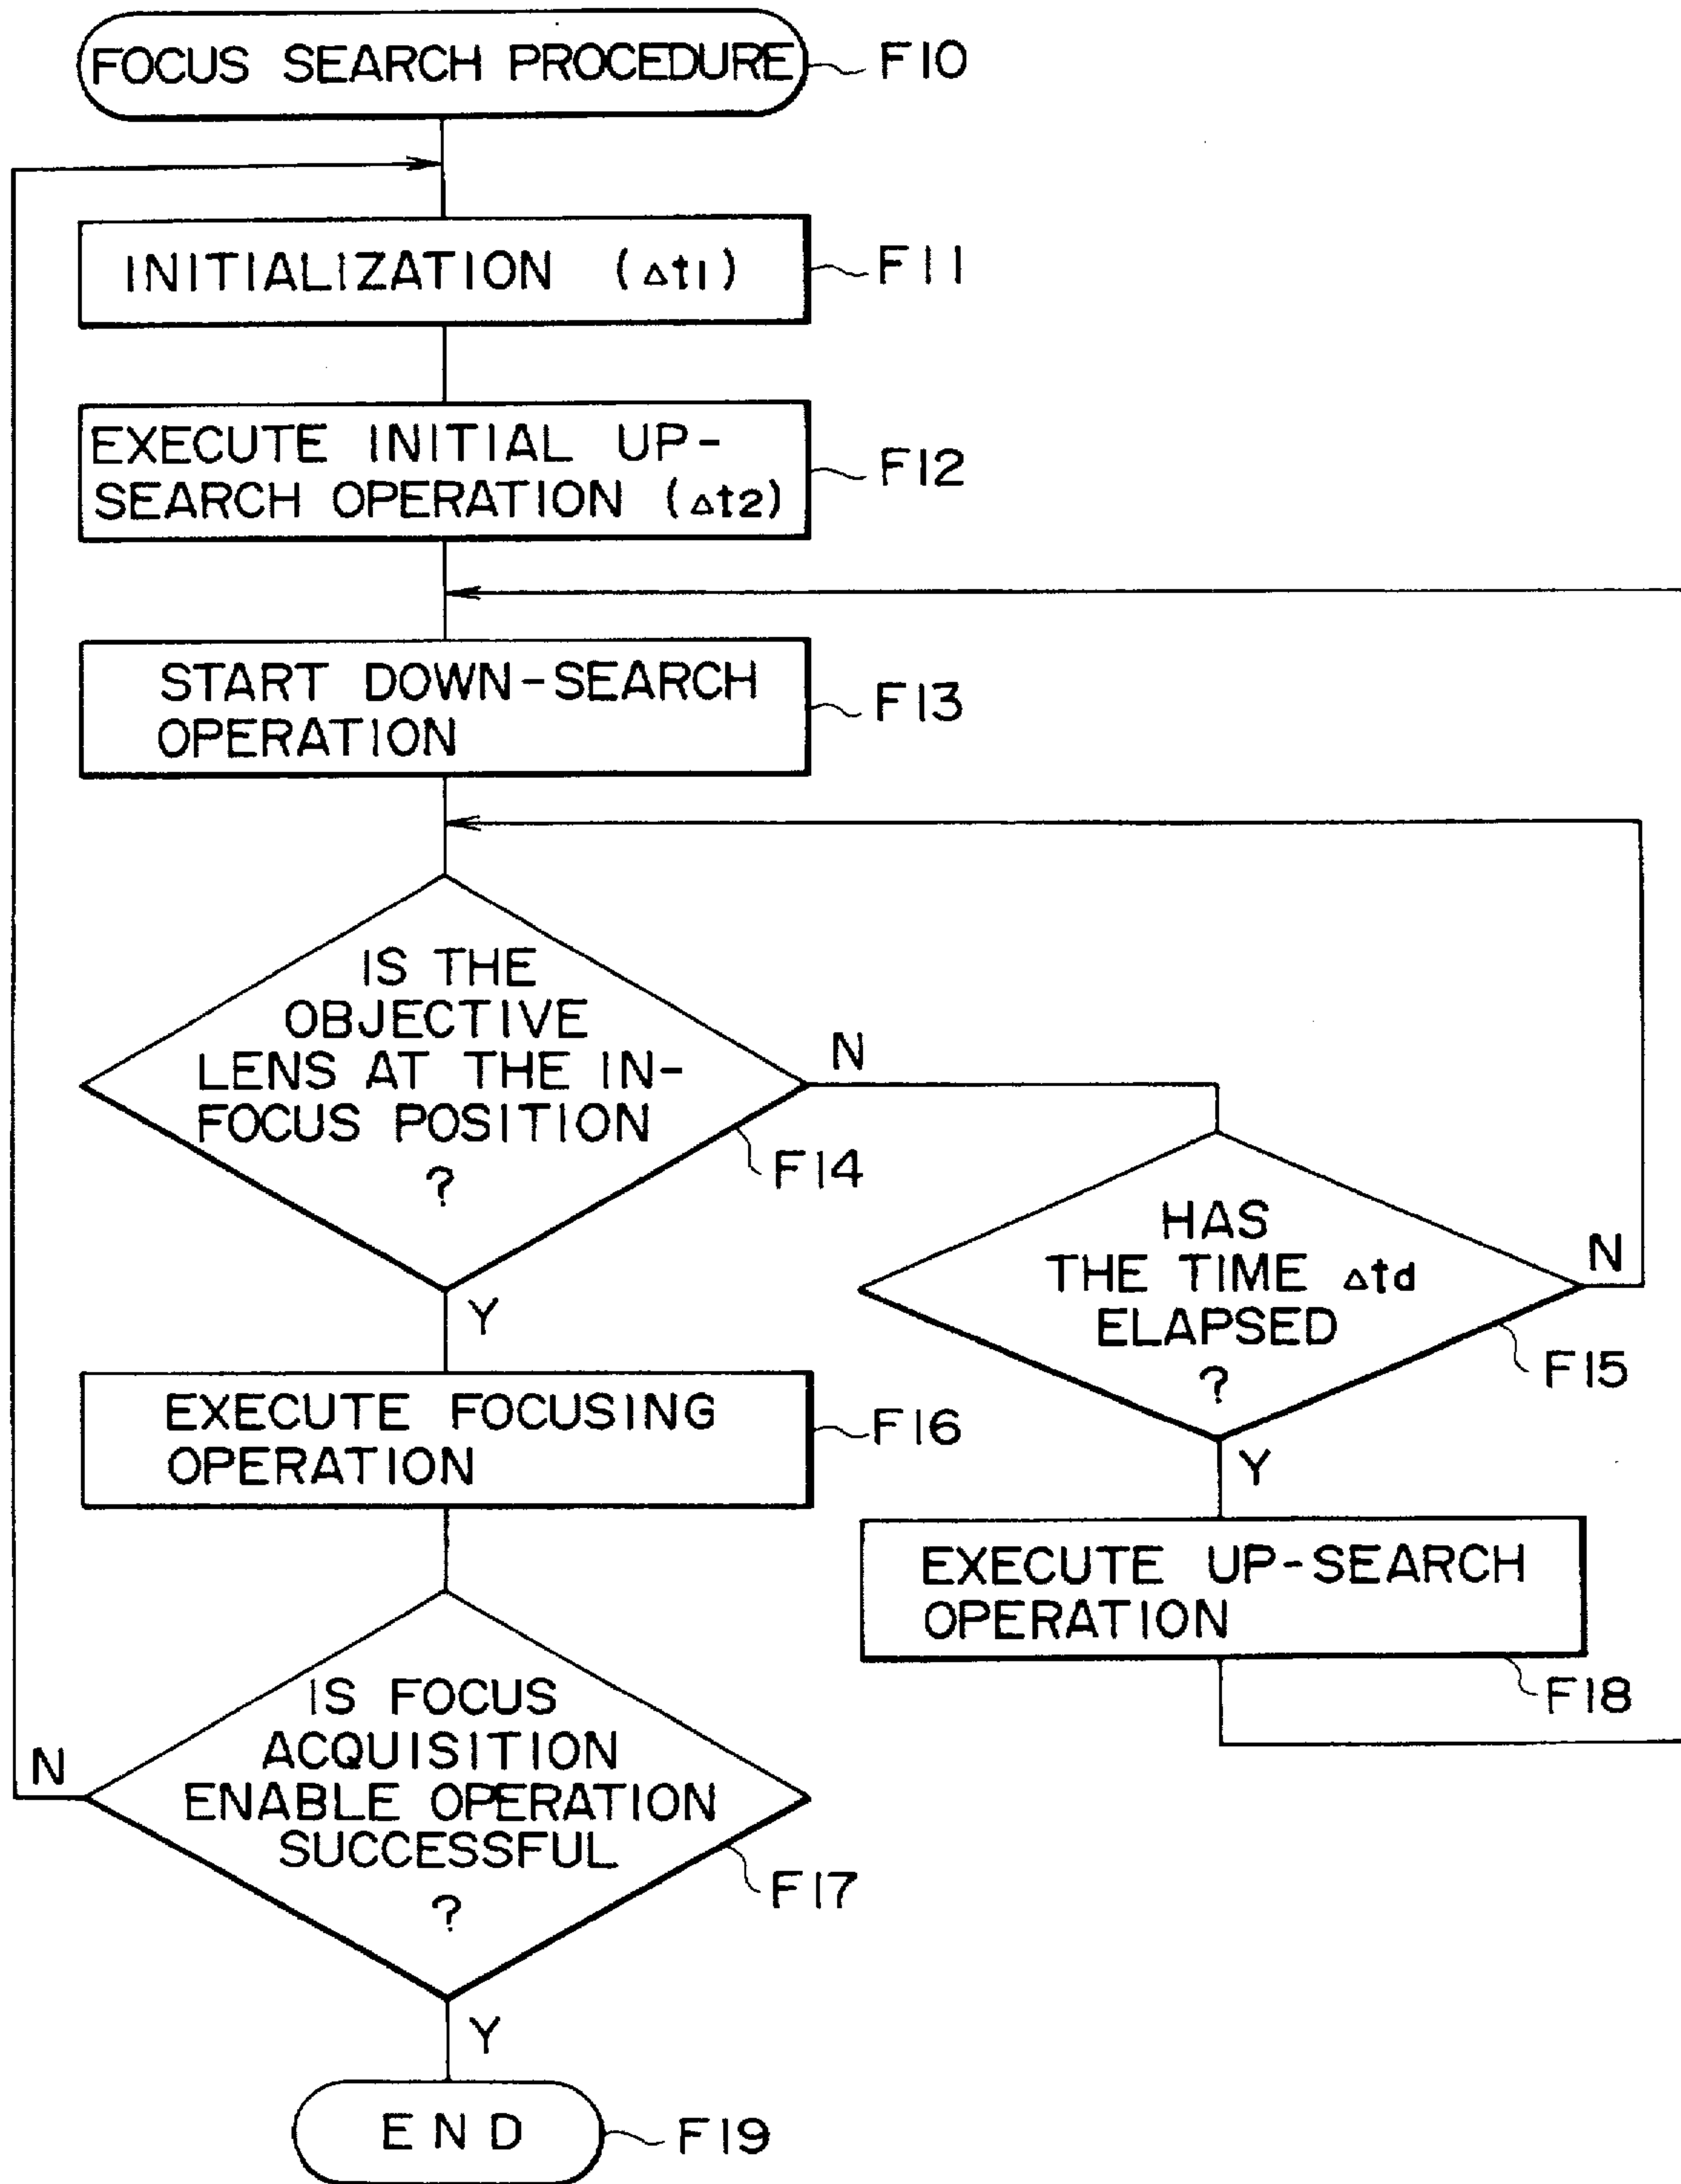 FOCUS SEARCH PROCEDURE
F10
INITIALIZATION (Δt1)
F11
EXECUTE INITIAL UP-
SEARCH OPERATION (Δt2)
F12
START DOWN-SEARCH
OPERATION
F13
IS THE
OBJECTIVE
LENS AT THE IN-
FOCUS POSITION
?
F14
N
Y
HAS
THE TIME Δtd
ELAPSED
?
F15
N
Y
EXECUTE FOCUSING
OPERATION
F16
EXECUTE UP-SEARCH
OPERATION
F18
IS FOCUS
ACQUISITION
ENABLE OPERATION
SUCCESSFUL
?
F17
N
Y
END
F19